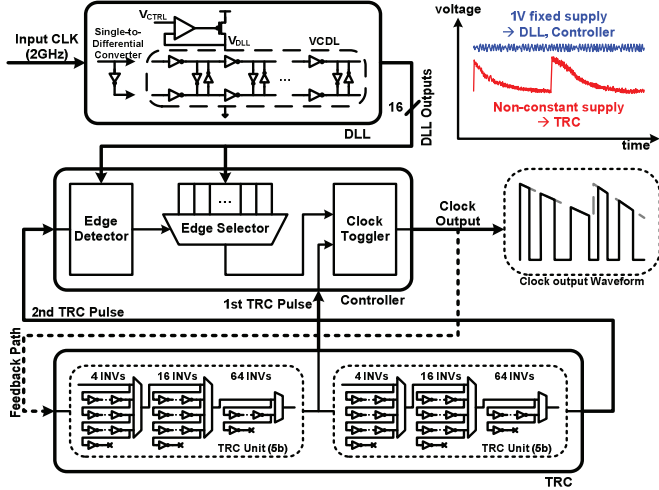 Input CLK
(2GHz)
Single-to-
Differential
Converter
VCTRL
VDLL
VCDL
...
...
DLL
16
DLL Outputs
voltage
1V fixed supply
→ DLL, Controller
Non-constant supply
→ TRC
time
Edge
Detector
...
Edge Selector
Clock
Toggler
Controller
Clock
Output
Clock output Waveform
2nd TRC Pulse
1st TRC Pulse
Feedback Path
4 INVs
16 INVs
64 INVs
TRC Unit (5b)
4 INVs
16 INVs
64 INVs
TRC Unit (5b)
TRC